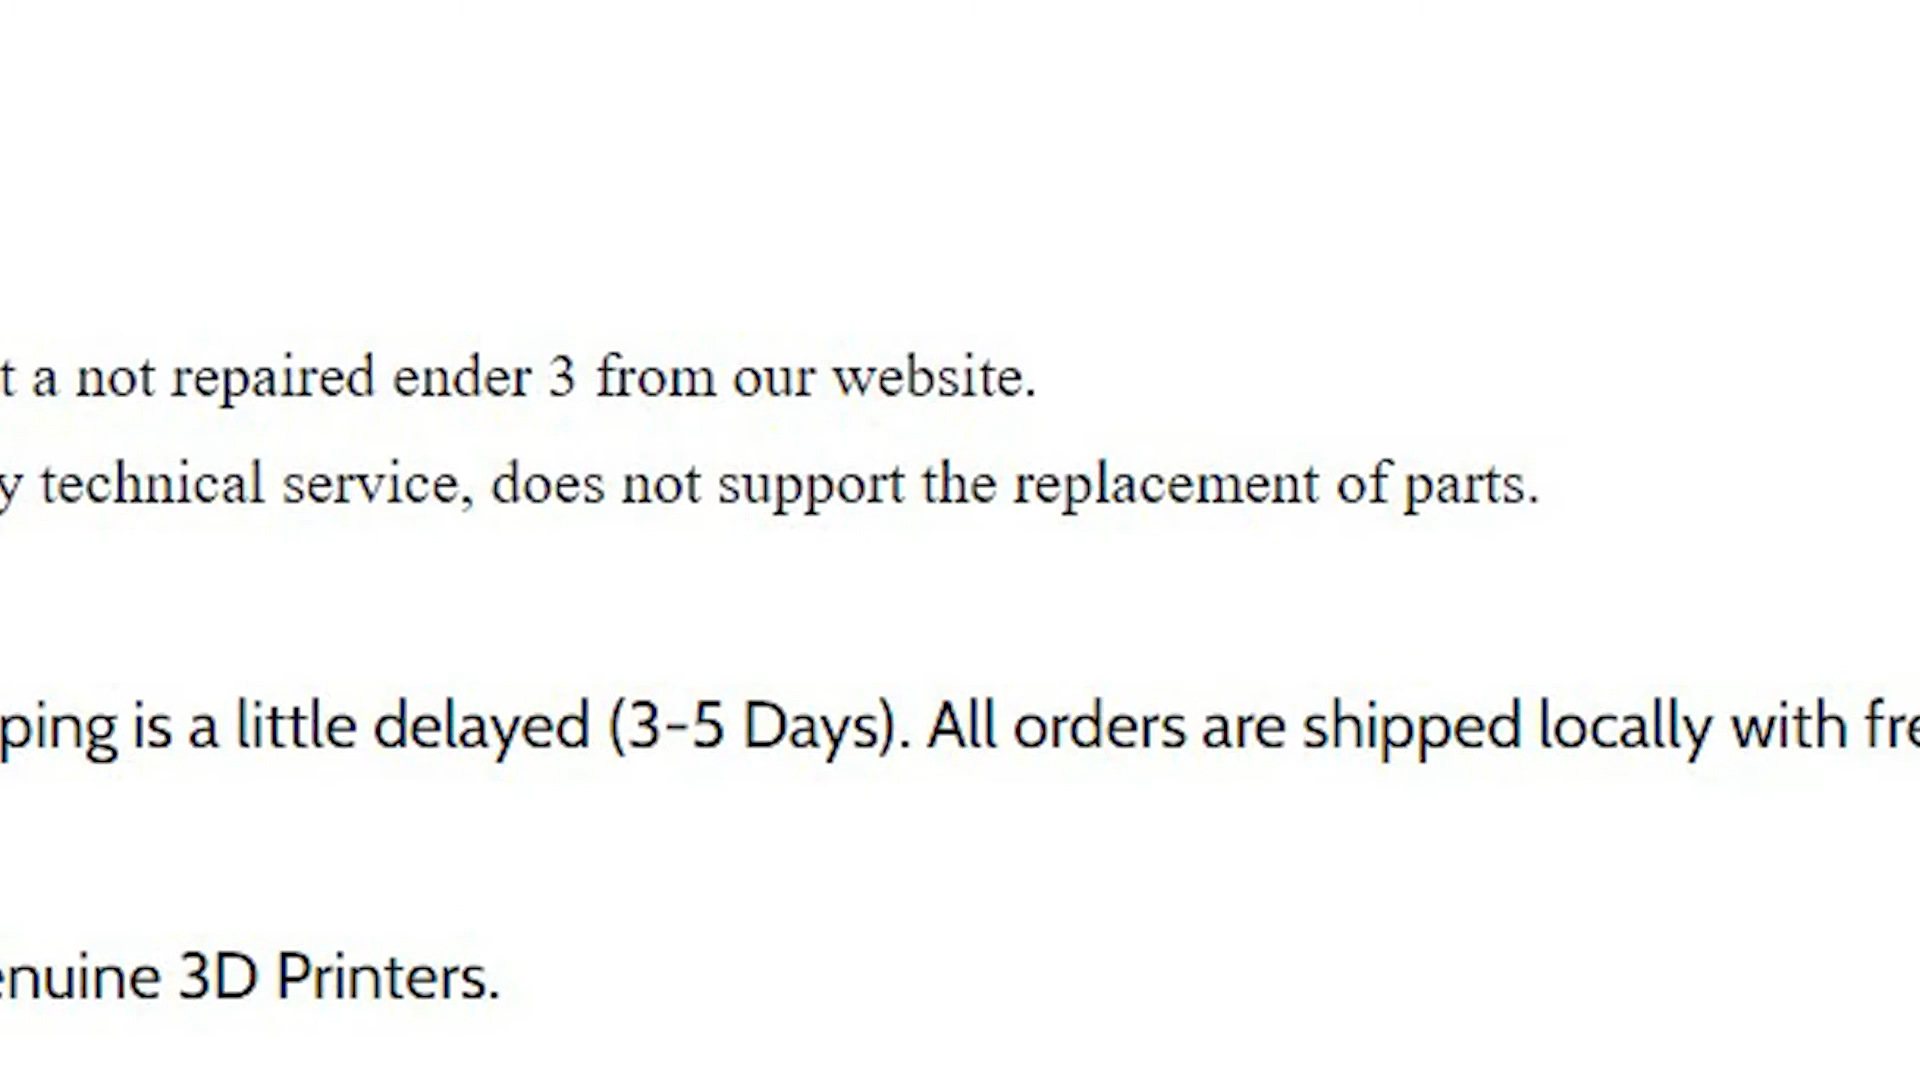 t a not repaired ender 3 from our website.
y technical service, does not support the replacement of parts.
ping is a little delayed (3-5 Days). All orders are shipped locally with fre
enuine 3D Printers.